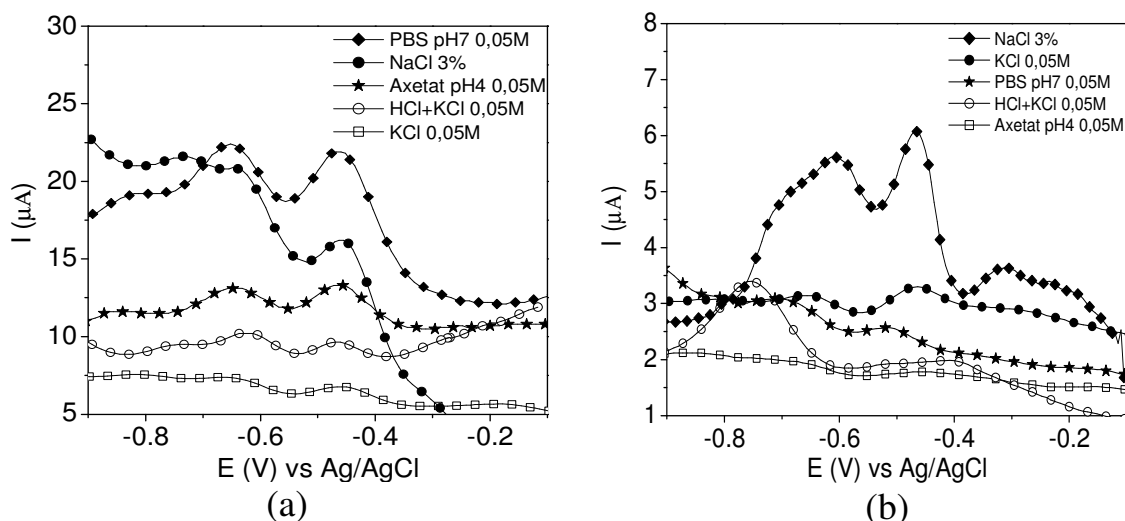 30
25
20
15
10
5
I (µA)
PBS pH7 0,05M
NaCl 3%
Axetat pH4 0,05M
HCl+KCl 0,05M
KCl 0,05M
-0.8
-0.6
-0.4
-0.2
E (V) vs Ag/AgCl
(a)
8
7
6
5
4
3
2
1
I (µA)
NaCl 3%
KCl 0,05M
PBS pH7 0,05M
HCl+KCl 0,05M
Axetat pH4 0,05M
-0.8
-0.6
-0.4
-0.2
E (V) vs Ag/AgCl
(b)